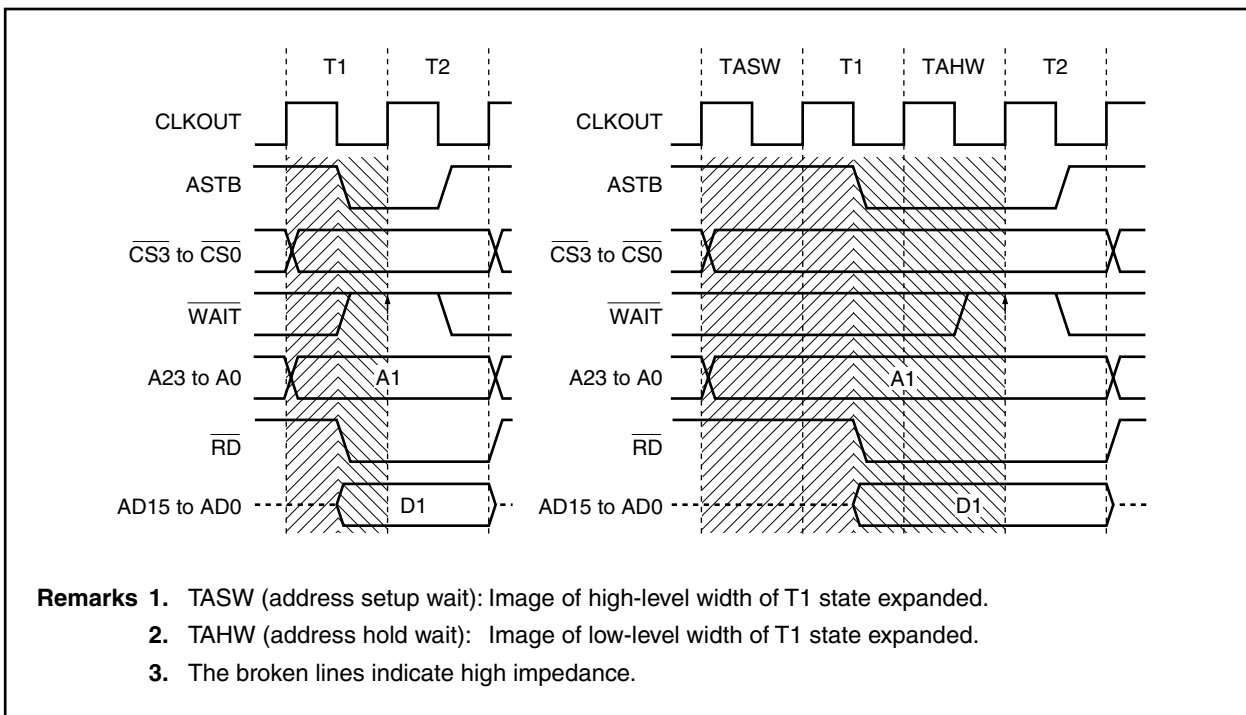 T1 T2 TASW T1 TAHW T2
CLKOUT CLKOUT
ASTB ASTB
CS3 to CS0 CS3 to CS0
WAIT WAIT
A23 to A0 A1 A23 to A0 A1
RD RD
AD15 to AD0 D1 AD15 to AD0 D1
Remarks 1. TASW (address setup wait): Image of high-level width of T1 state expanded.
2. TAHW (address hold wait): Image of low-level width of T1 state expanded.
3. The broken lines indicate high impedance.